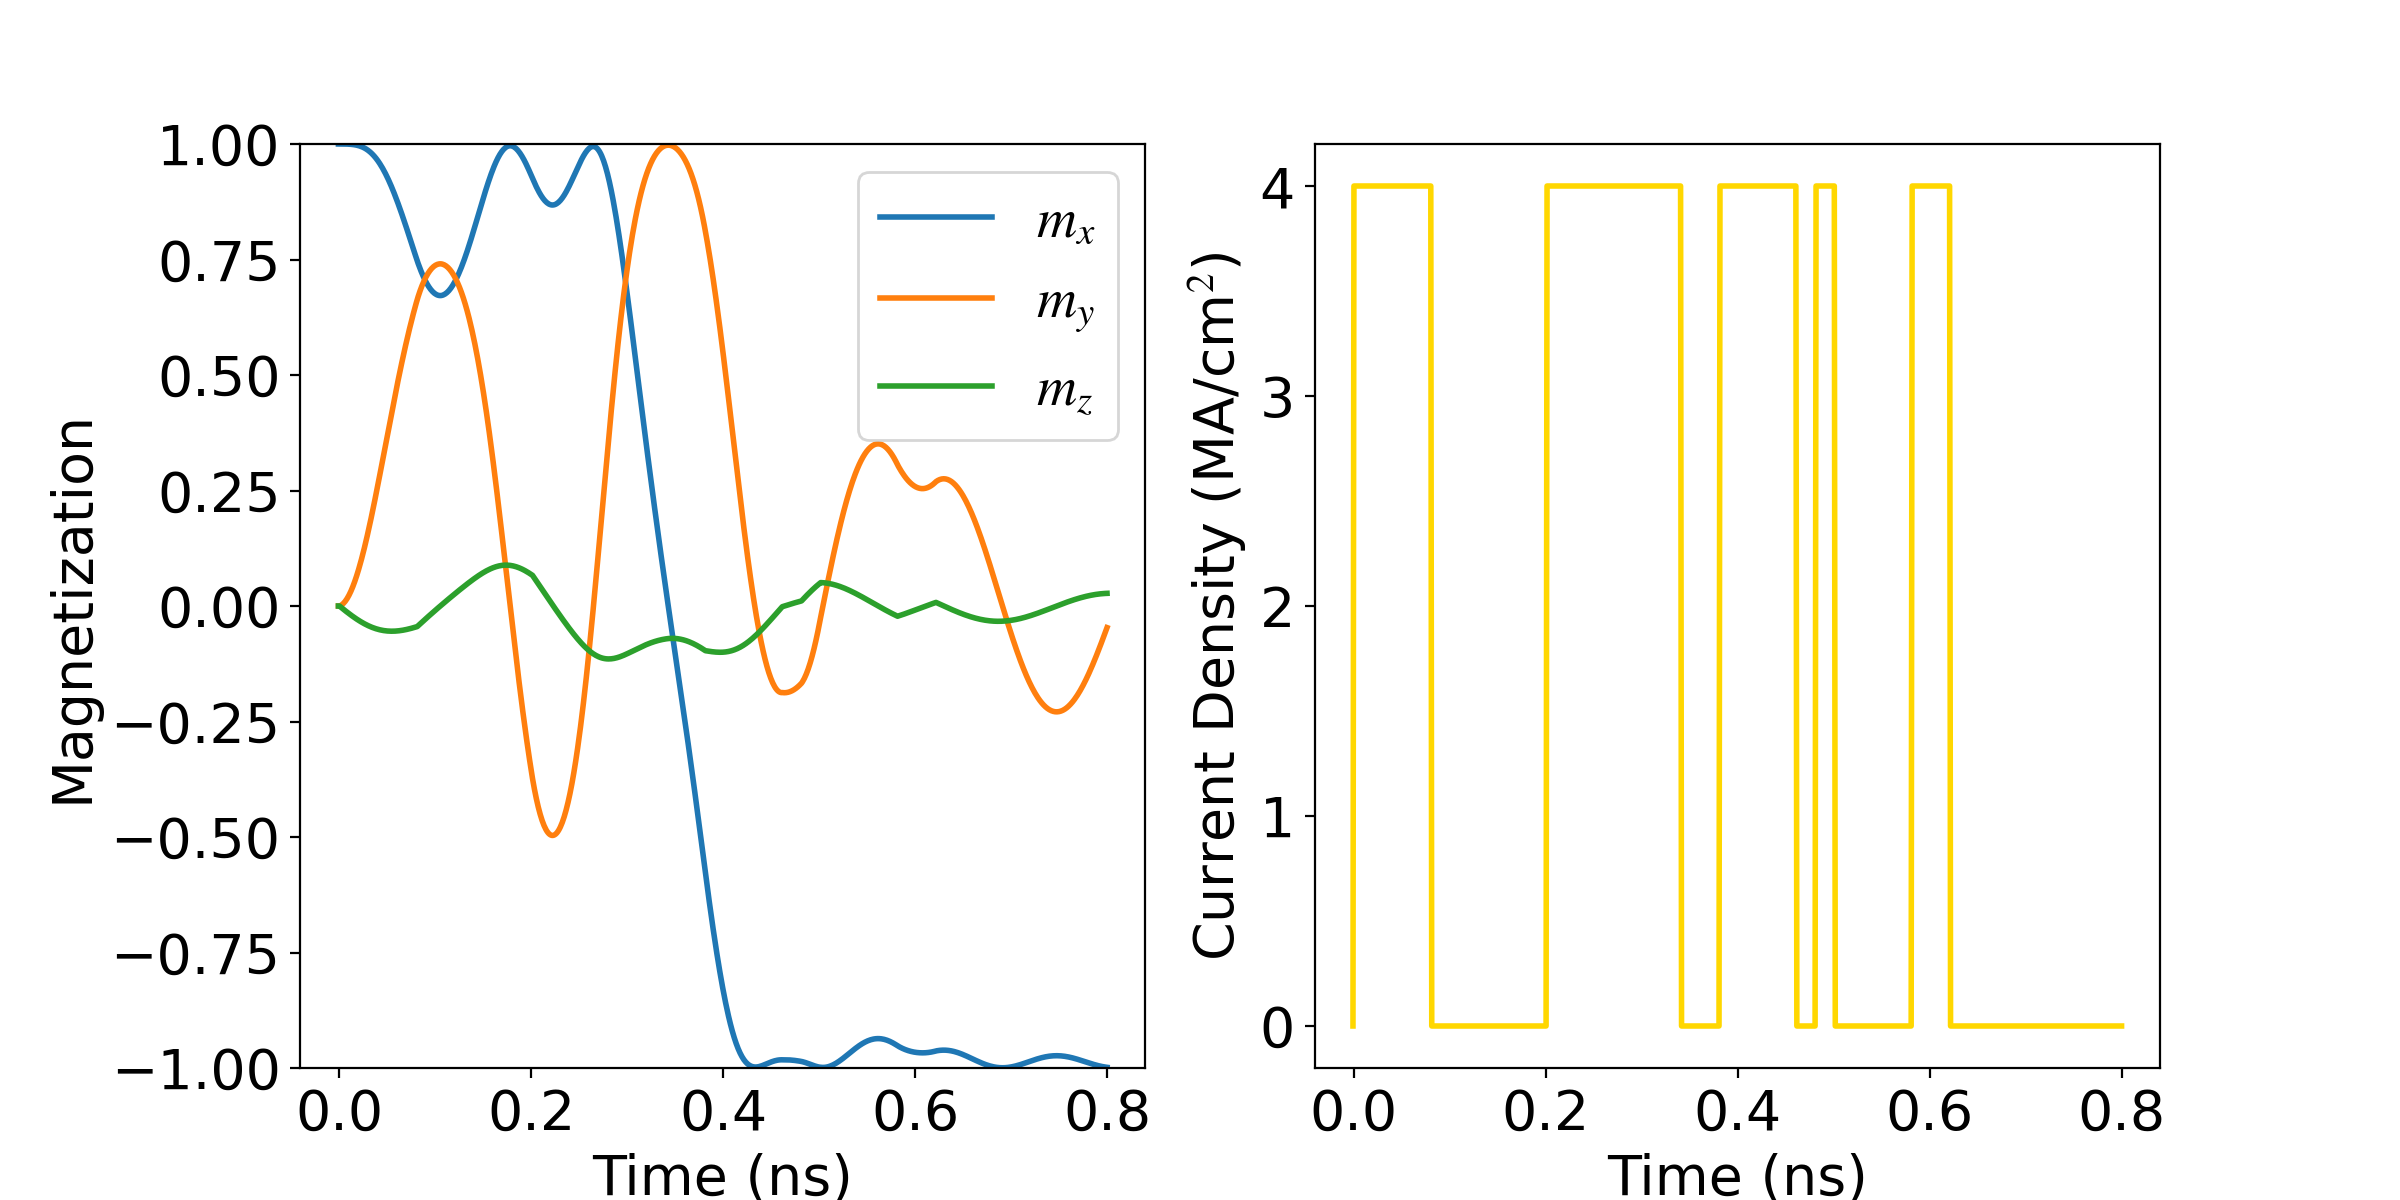 1.00
0.75
0.50
0.25
0.00
−0.25
−0.50
−0.75
−1.00
Magnetization
0.0 0.2 0.4 0.6 0.8
Time (ns)
m_x
m_y
m_z
4
3
2
1
0
Current Density (MA/cm²)
0.0 0.2 0.4 0.6 0.8
Time (ns)